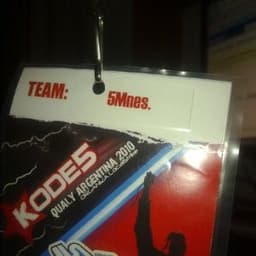 TEAM: 5Mnes.
KODE5
QUALY ARGENTINA 2010